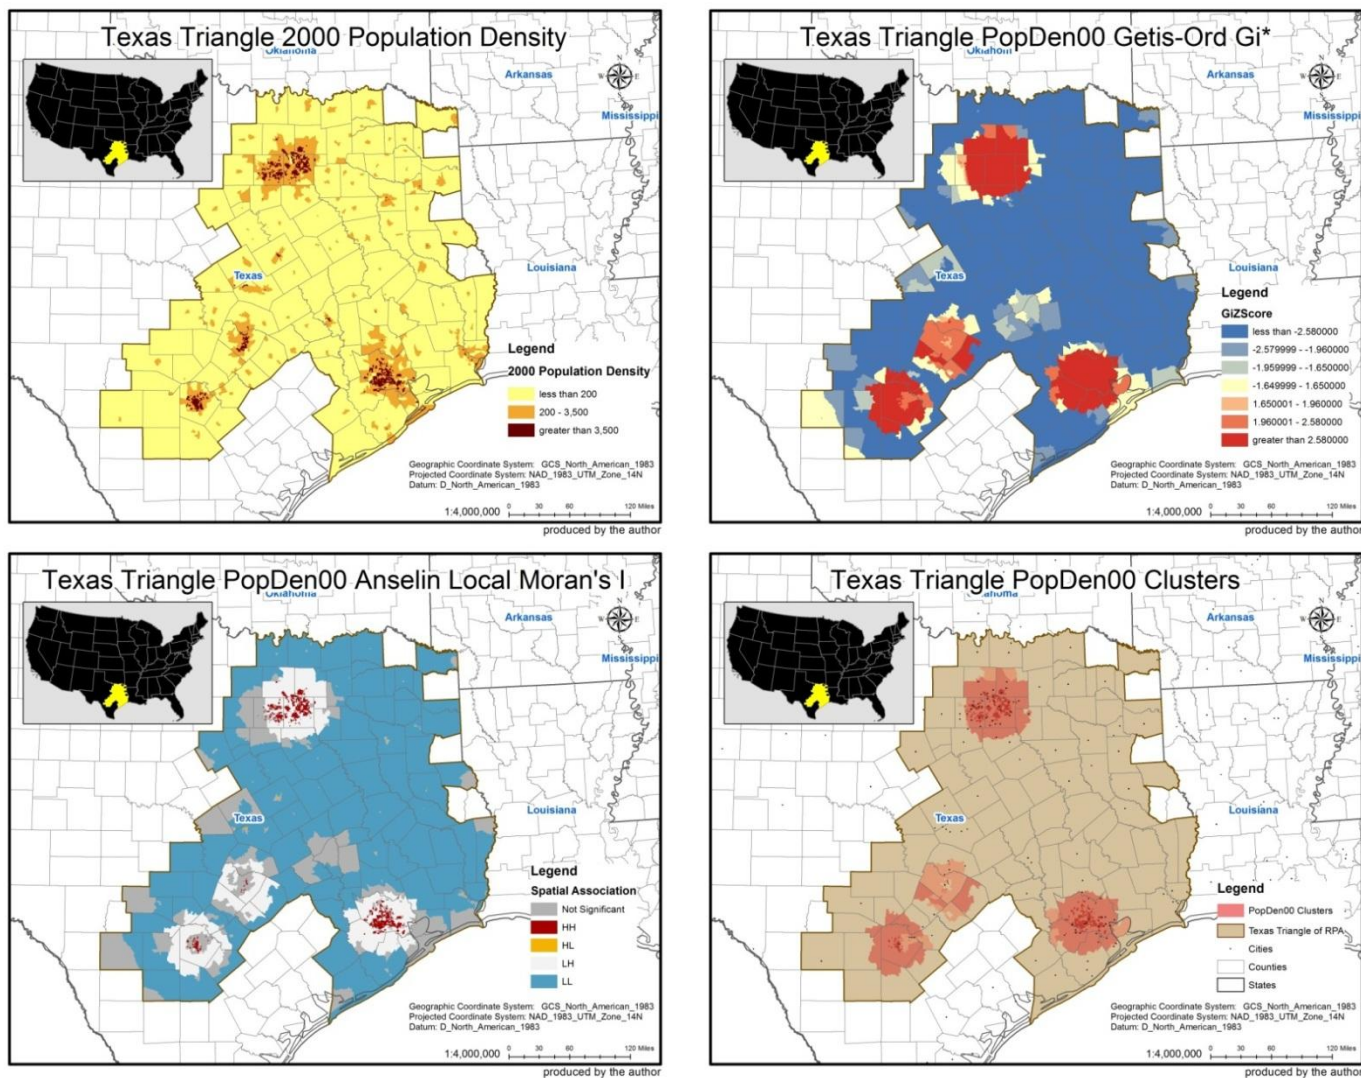 Texas Triangle 2000 Population Density
Oklahoma
Arkansas
N
W
E
S
Mississippi
Texas
Louisiana
Legend
2000 Population Density
less than 200
200 - 3,500
greater than 3,500
Geographic Coordinate System: GCS_North_American_1983
Projected Coordinate System: NAD_1983_UTM_Zone_14N
Datum: D_North_American_1983
1:4,000,000
0 30 60 120 Miles
produced by the author
Texas Triangle PopDen00 Getis-Ord Gi*
Oklahom
Arkansas
N
W
E
S
Mississippi
Texas
Louisiana
Legend
GiZScore
less than -2.580000
-2.579999 - -1.960000
-1.959999 - -1.650000
-1.649999 - 1.650000
1.650001 - 1.960000
1.960001 - 2.580000
greater than 2.580000
Geographic Coordinate System: GCS_North_American_1983
Projected Coordinate System: NAD_1983_UTM_Zone_14N
Datum: D_North_American_1983
1:4,000,000
0 30 60 120 Miles
produced by the author
Texas Triangle PopDen00 Anselin Local Moran's I
Oklahoma
Arkansas
N
W
E
S
Mississippi
Texas
Louisiana
Legend
Spatial Association
Not Significant
HH
HL
LH
LL
Geographic Coordinate System: GCS_North_American_1983
Projected Coordinate System: NAD_1983_UTM_Zone_14N
Datum: D_North_American_1983
1:4,000,000
0 30 60 120 Miles
produced by the author
Texas Triangle PopDen00 Clusters
Oklahoma
Arkansas
N
W
E
S
Mississippi
Texas
Louisiana
Legend
PopDen00 Clusters
Texas Triangle of RPA
Cities
Counties
States
Geographic Coordinate System: GCS_North_American_1983
Projected Coordinate System: NAD_1983_UTM_Zone_14N
Datum: D_North_American_1983
1:4,000,000
0 30 60 120 Miles
produced by the author